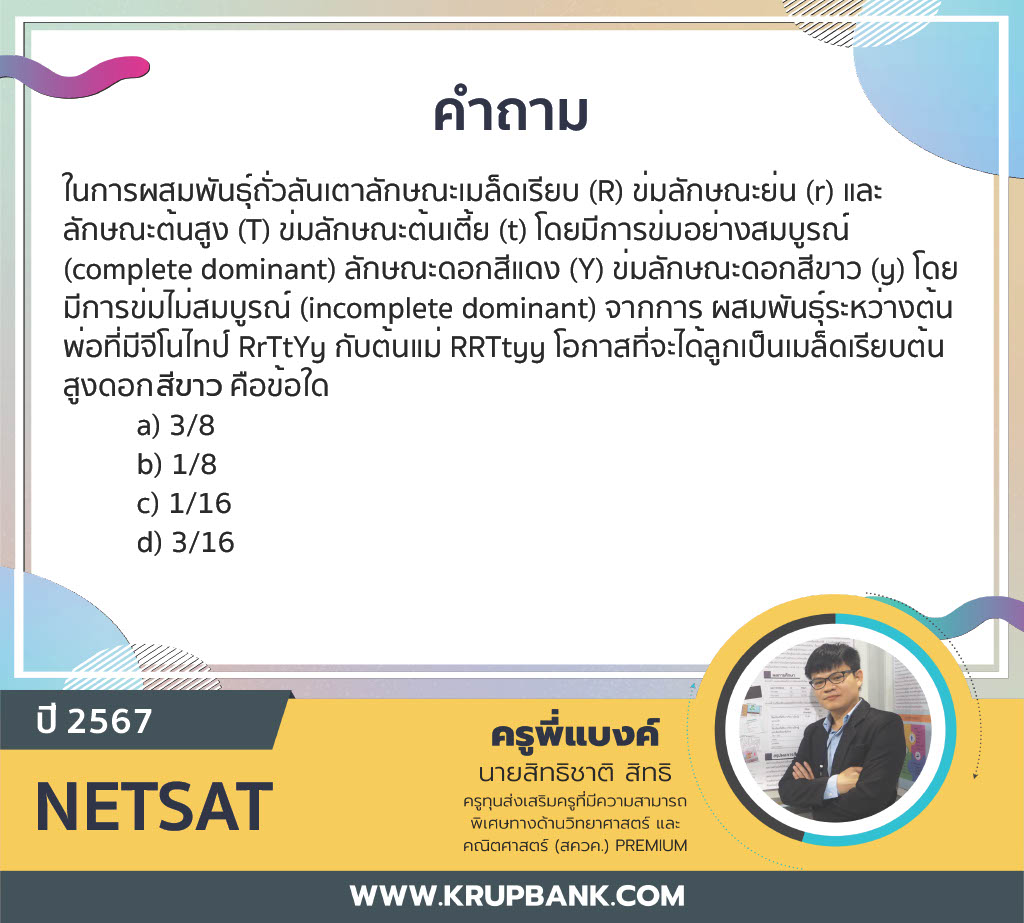 คำถาม
ในการผสมพันธุ์ถั่วลันเตาลักษณะเมล็ดเรียบ (R) ข่มลักษณะย่น (r) และ
ลักษณะต้นสูง (T) ข่มลักษณะต้นเตี้ย (t) โดยมีการข่มอย่างสมบูรณ์
(complete dominant) ลักษณะดอกสีแดง (Y) ข่มลักษณะดอกสีขาว (y) โดย
มีการข่มไม่สมบูรณ์ (incomplete dominant) จากการ ผสมพันธุ์ระหว่างต้น
พ่อที่มีจีโนไทป์ RrTtYy กับต้นแม่ RRTtyy โอกาสที่จะได้ลูกเป็นเมล็ดเรียบต้น
สูงดอกสีขาว คือข้อใด
a) 3/8
b) 1/8
c) 1/16
d) 3/16
ปี 2567
NETSAT
ครูพี่แบงค์
นายสิทธิชาติ สิทธิ
ครูทุนส่งเสริมครูที่มีความสามารถ
พิเศษทางด้านวิทยาศาสตร์ และ
คณิตศาสตร์ (สควค.) PREMIUM
WWW.KRUPBANK.COM